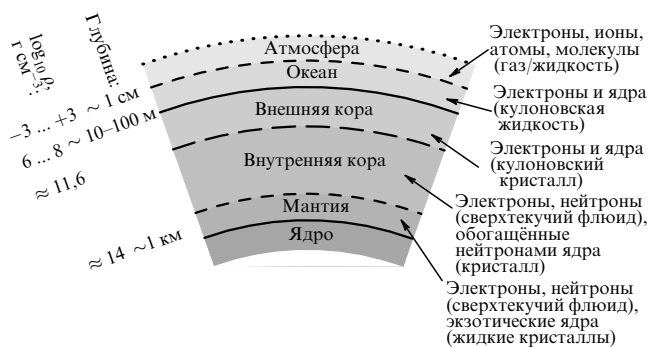 log₁₀ ρ,
г см⁻³:
Глубина:
−3 ... +3 ~ 1 см
6 ... 8 ~ 10–100 м
≈ 11,6
≈ 14 ~1 км
Атмосфера
Океан
Внешняя кора
Внутренняя кора
Мантия
Ядро
Электроны, ионы,
атомы, молекулы
(газ/жидкость)
Электроны и ядра
(кулоновская
жидкость)
Электроны и ядра
(кулоновский
кристалл)
Электроны, нейтроны
(сверхтекучий флюид),
обогащённые
нейтронами ядра
(кристалл)
Электроны, нейтроны
(сверхтекучий флюид),
экзотические ядра
(жидкие кристаллы)